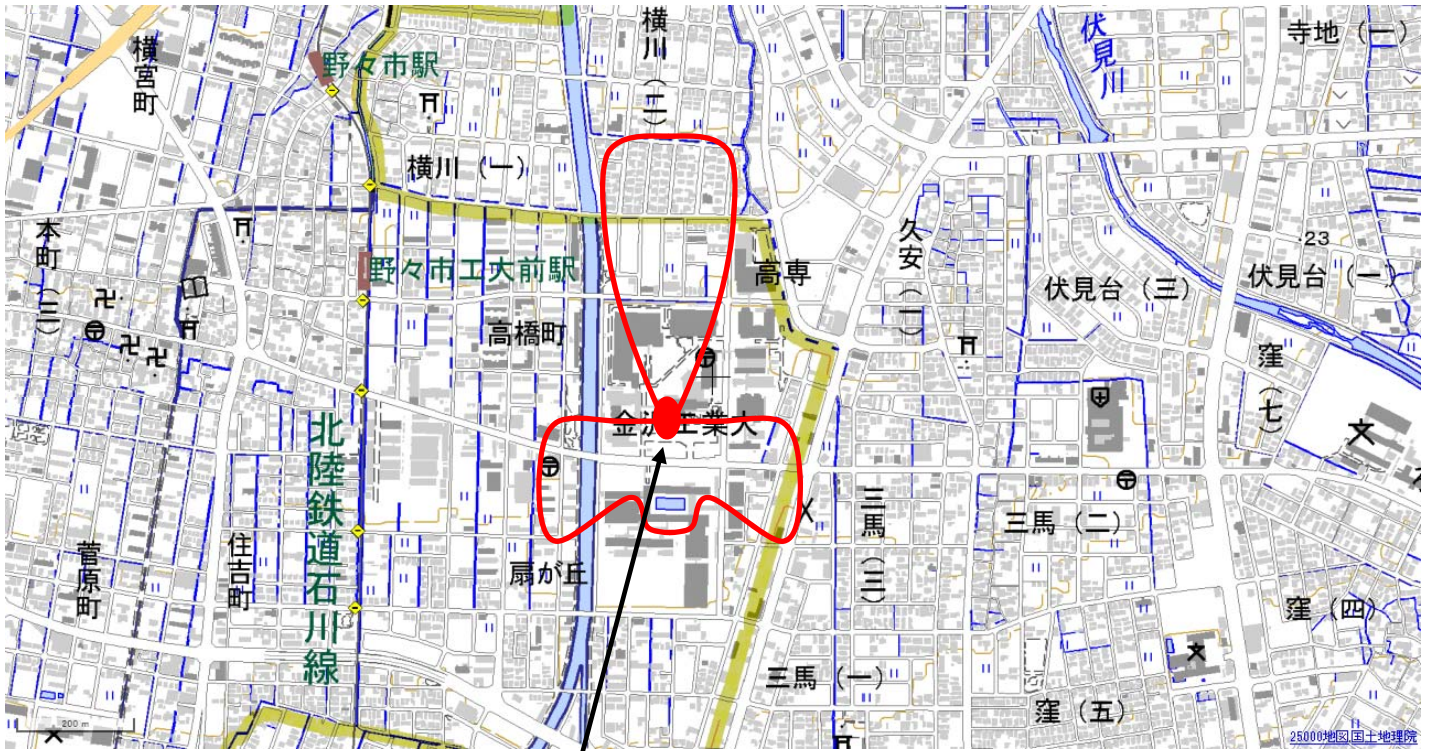 横宮町
野々市駅
横川（二）
伏見川
寺地（一）
横川（一）
本町（三）
野々市工大前駅
高橋町
高専
久安（一）
伏見台（三）
·23
伏見台（一）
窪（七）
金沢工業大
北陸鉄道石川線
扇が丘
住吉町
菅原町
三馬（三）
三馬（二）
三馬（一）
窪（四）
窪（五）
文
文
200 m
25000地図国土地理院